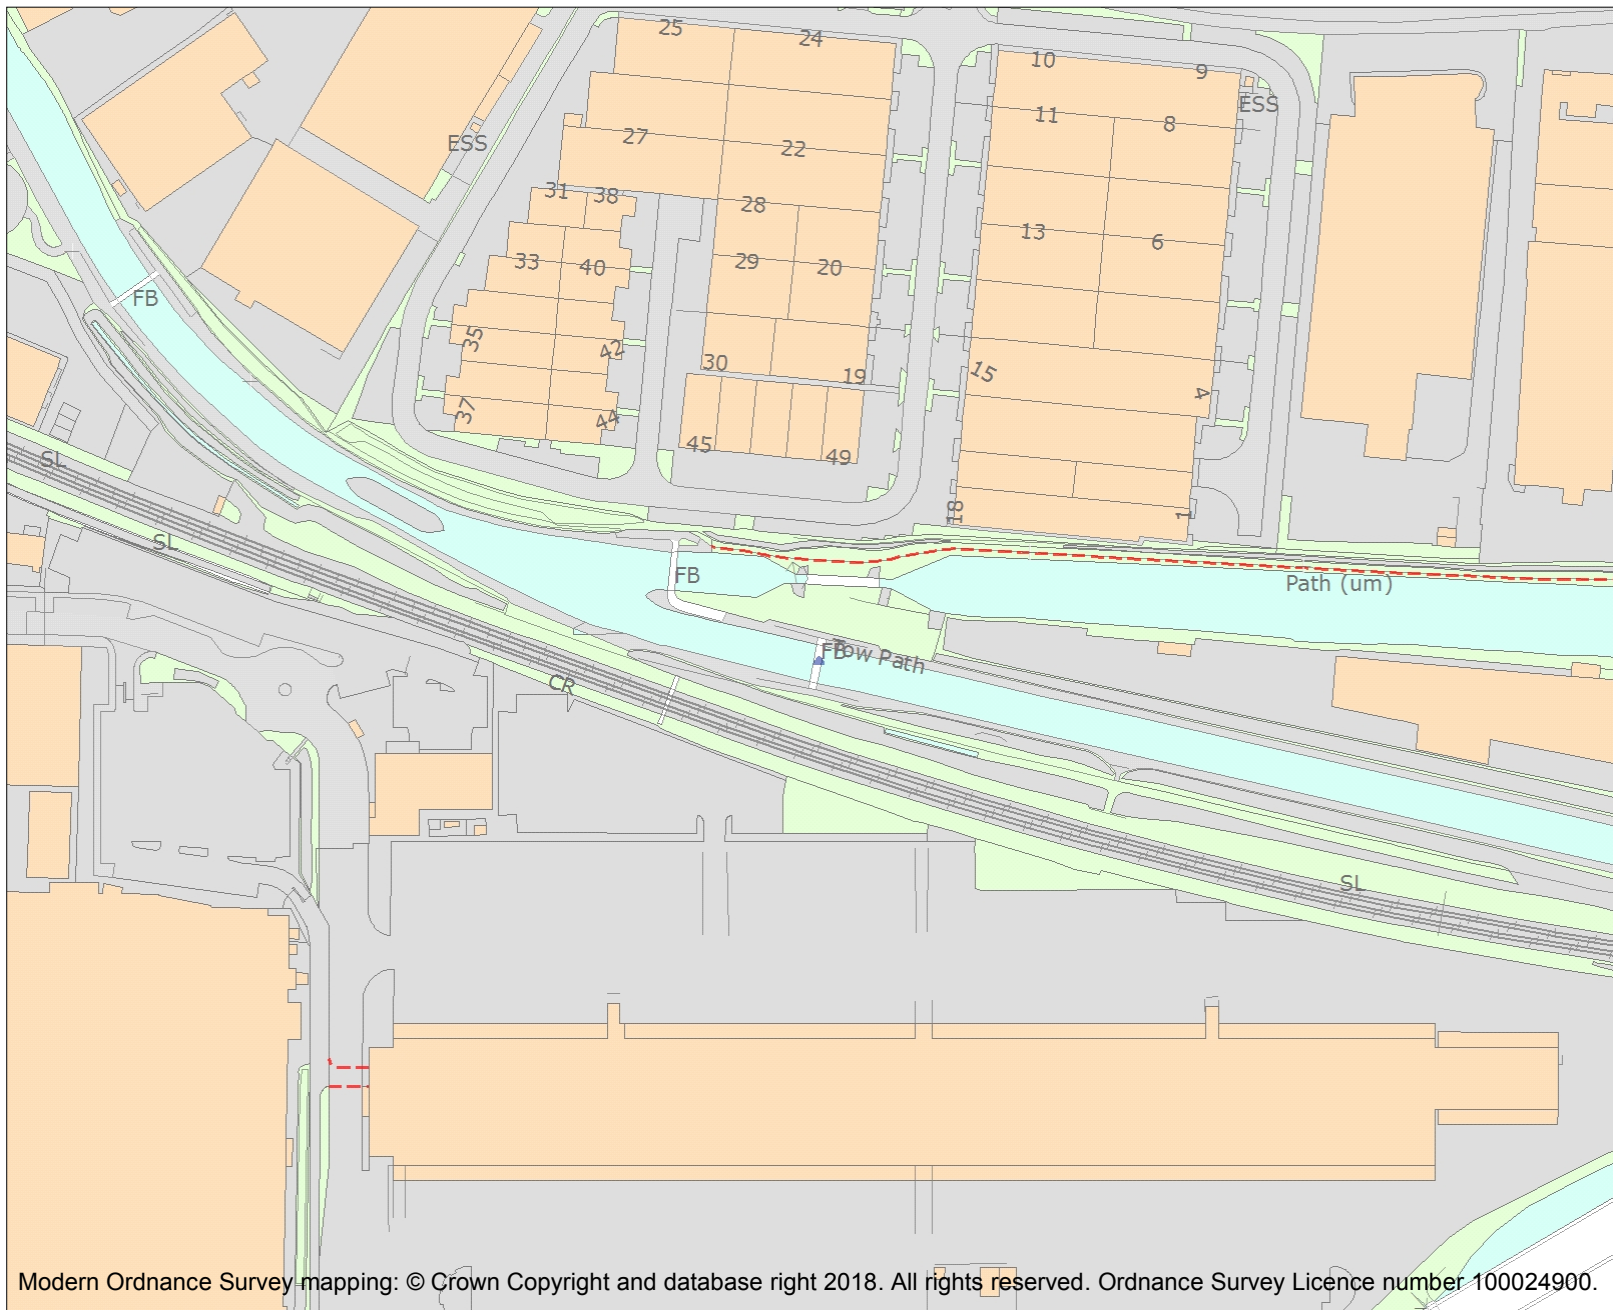 25
24
10
9
ESS
11
8
ESS
27
22
31
38
28
13
6
33
40
29
20
FB
35
42
30
19
15
4
37
44
45
49
SL
18
1
SL
FB
Path (um)
FB
Tow Path
CR
SL
Modern Ordnance Survey mapping: © Crown Copyright and database right 2018. All rights reserved. Ordnance Survey Licence number 100024900.